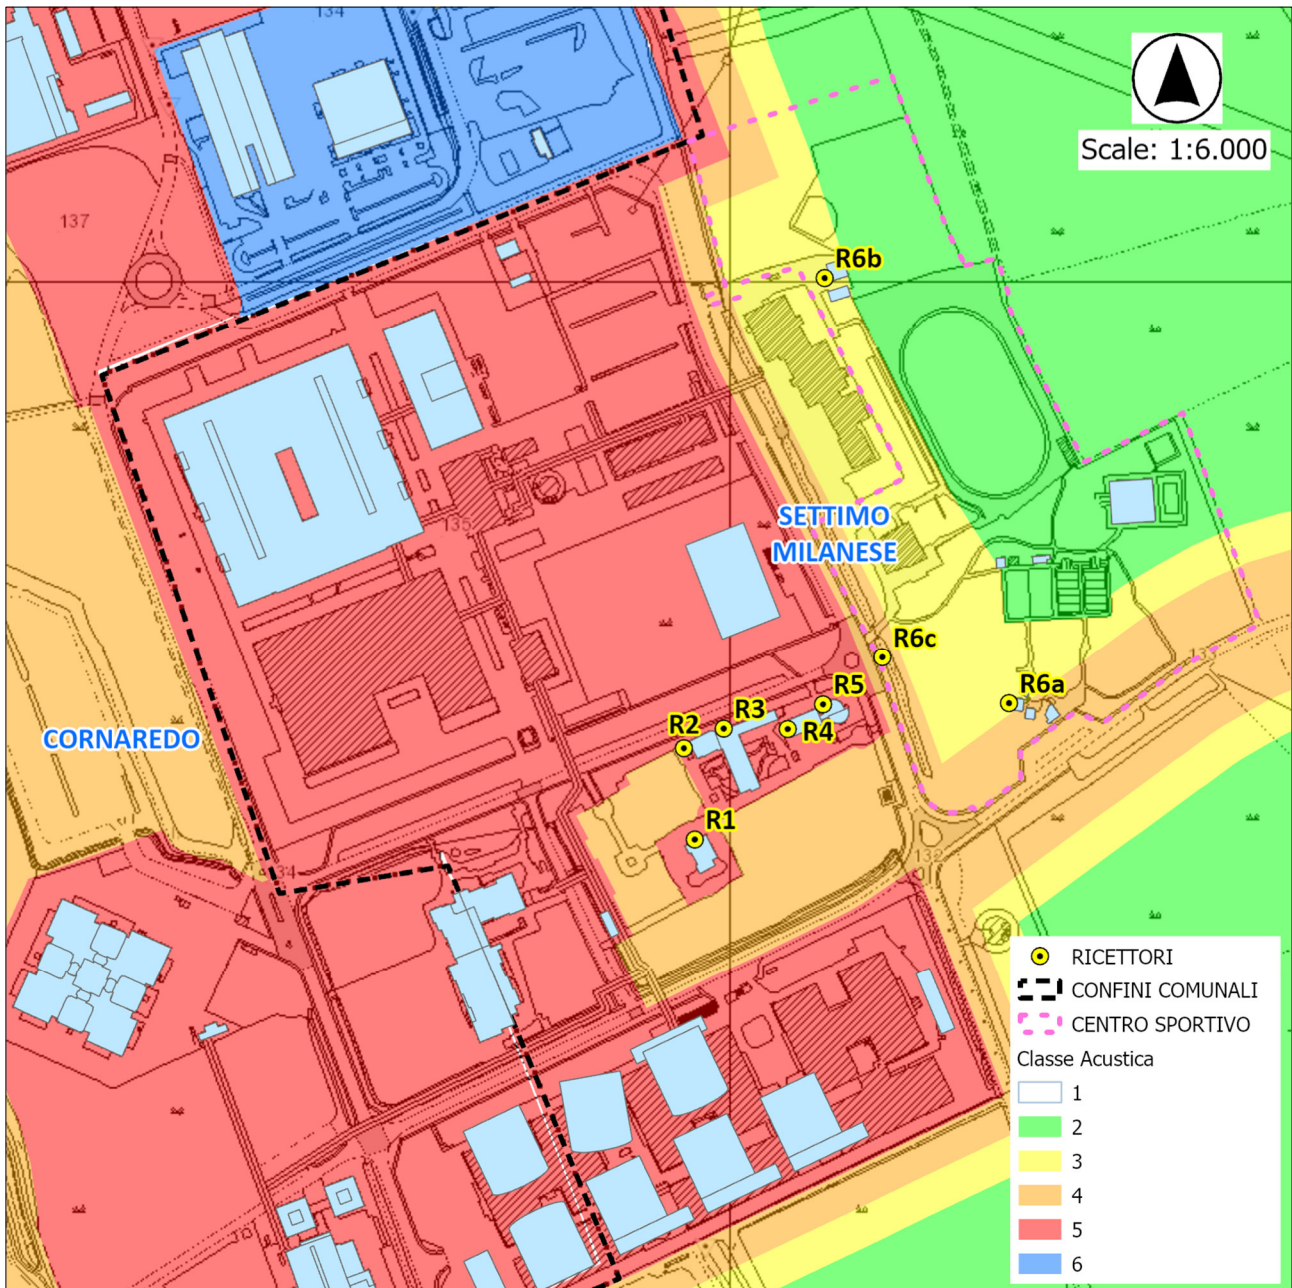 134
Scale: 1:6.000
137
R6b
135
SETTIMO
MILANESE
R6c
R6a
133
CORNAREDO
R5
R3
R2
R4
R1
132
RICETTORI
CONFINI COMUNALI
CENTRO SPORTIVO
Classe Acustica
1
2
3
4
5
6